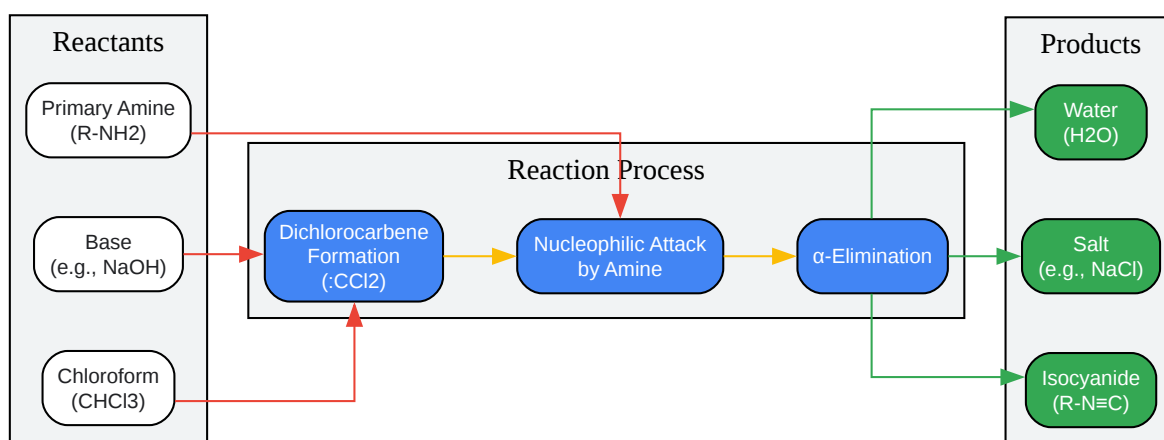 Reactants
Primary Amine
(R-NH2)
Base
(e.g., NaOH)
Chloroform
(CHCl3)
Reaction Process
Dichlorocarbene
Formation
(:CCl2)
Nucleophilic Attack
by Amine
α-Elimination
Products
Water
(H2O)
Salt
(e.g., NaCl)
Isocyanide
(R-N≡C)